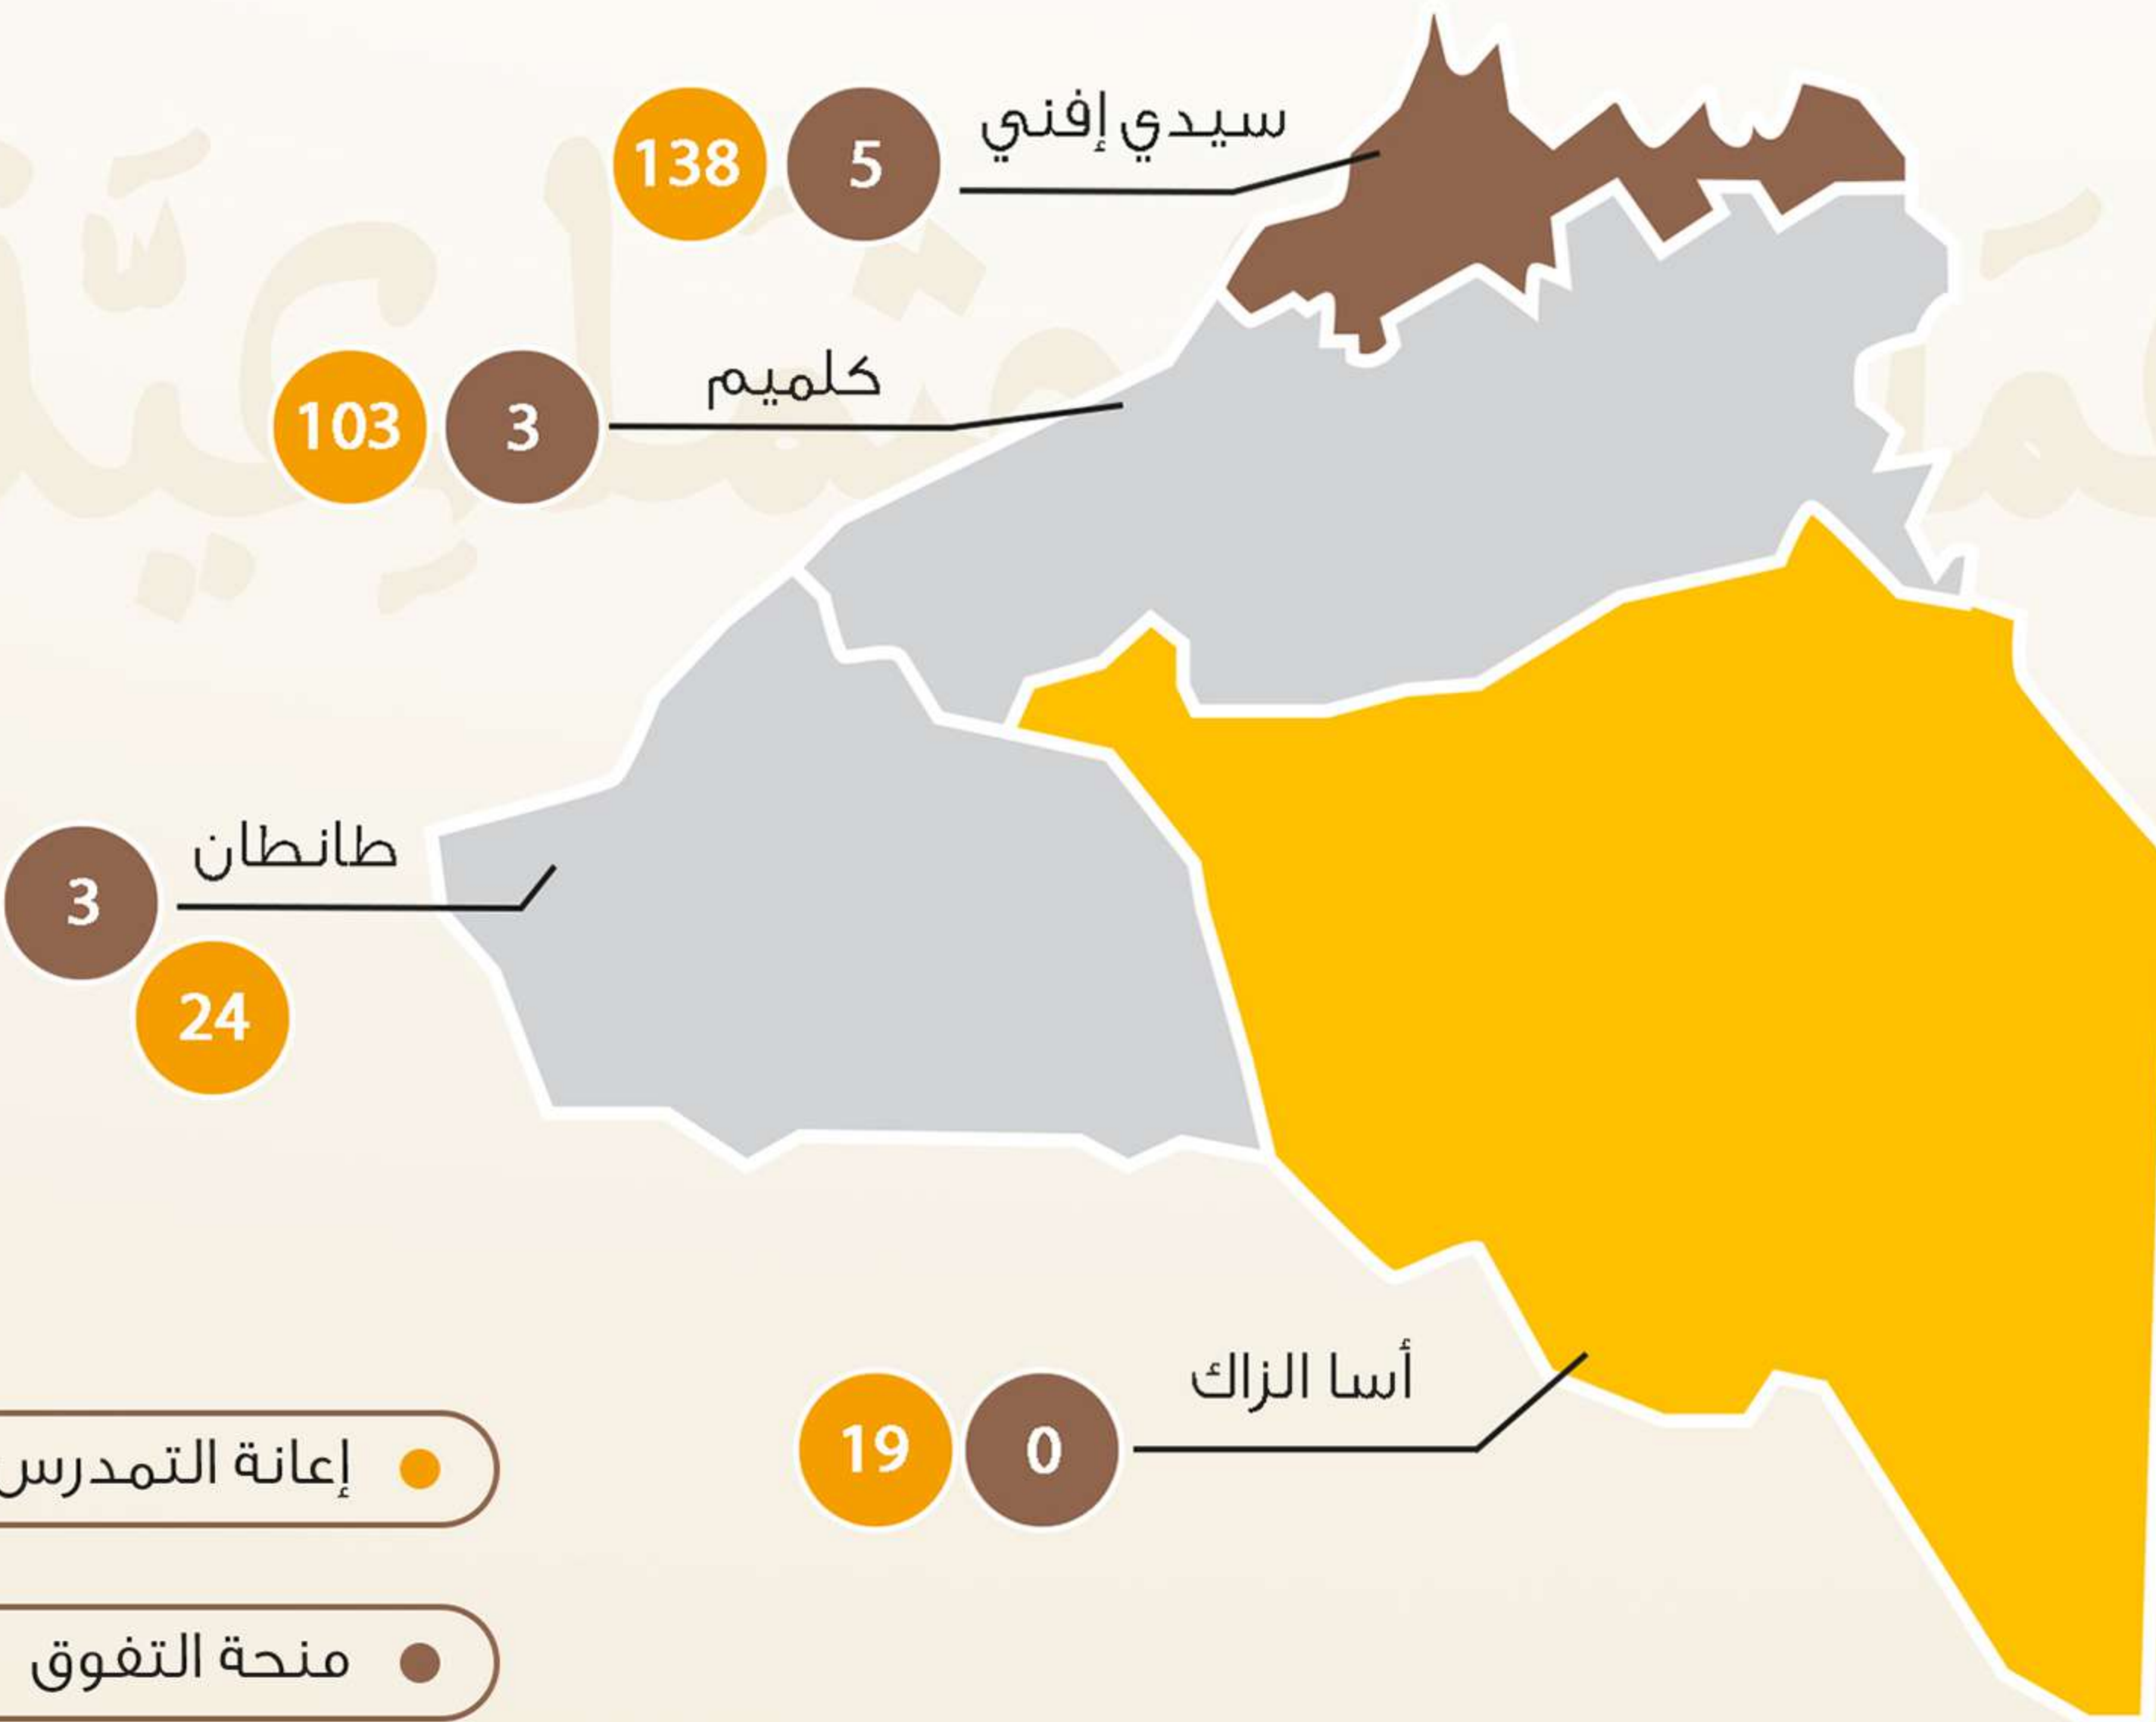 سيدي إفني 5 138
كلميم 3 103
طانطان 3
24
أسا الزاك 0 19
إعانة التمدرس
منحة التفوق